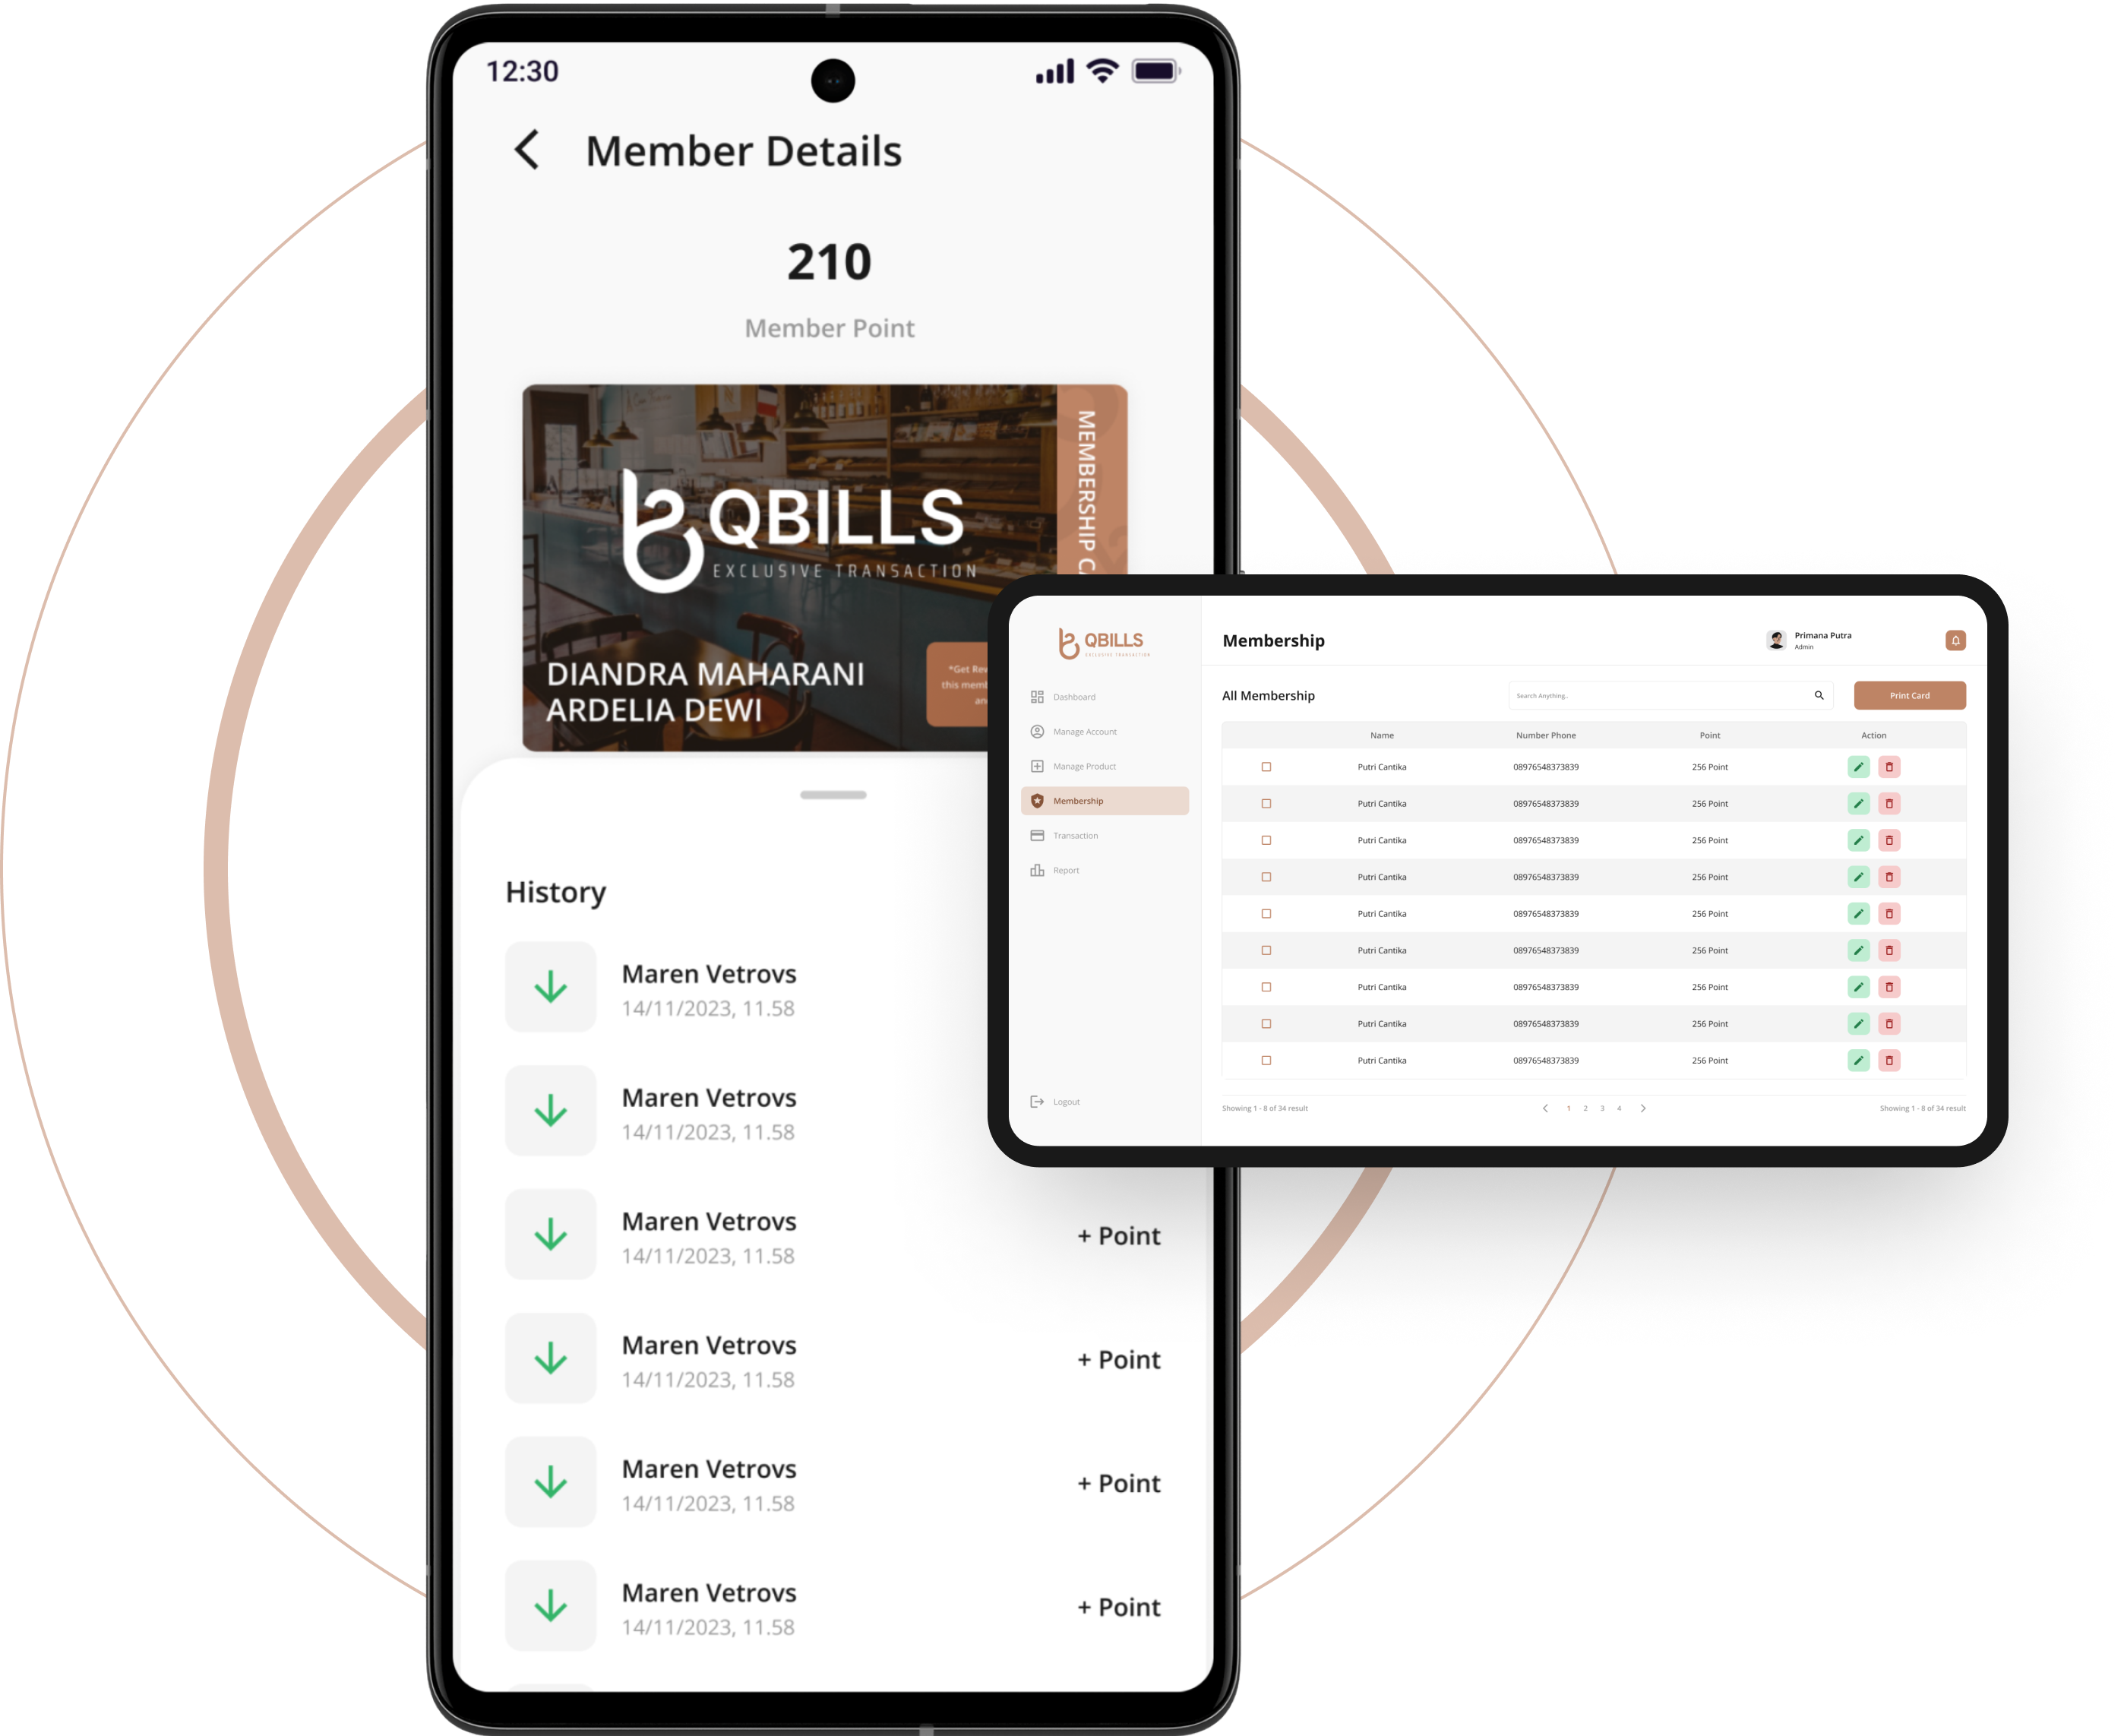 12:30
Member Details
210
Member Point
QBILLS
EXCLUSIVE TRANSACTION
MEMBERSHIP
DIANDRA MAHARANI
ARDELIA DEWI
*Get
this
History
Maren Vetrovs
14/11/2023, 11.58
Maren Vetrovs
14/11/2023, 11.58
Maren Vetrovs
14/11/2023, 11.58
+ Point
Maren Vetrovs
14/11/2023, 11.58
+ Point
Maren Vetrovs
14/11/2023, 11.58
+ Point
Maren Vetrovs
14/11/2023, 11.58
+ Point
QBILLS
EXCLUSIVE TRANSACTION
Dashboard
Manage Account
Manage Product
Membership
Transaction
Report
Logout
Membership
Primana Putra
Admin
All Membership
Search Anything..
Print Card
Name Number Phone Point Action
Putri Cantika 08976548373839 256 Point
Putri Cantika 08976548373839 256 Point
Putri Cantika 08976548373839 256 Point
Putri Cantika 08976548373839 256 Point
Putri Cantika 08976548373839 256 Point
Putri Cantika 08976548373839 256 Point
Putri Cantika 08976548373839 256 Point
Putri Cantika 08976548373839 256 Point
Putri Cantika 08976548373839 256 Point
Showing 1 - 8 of 34 result 1 2 3 4 Showing 1 - 8 of 34 result